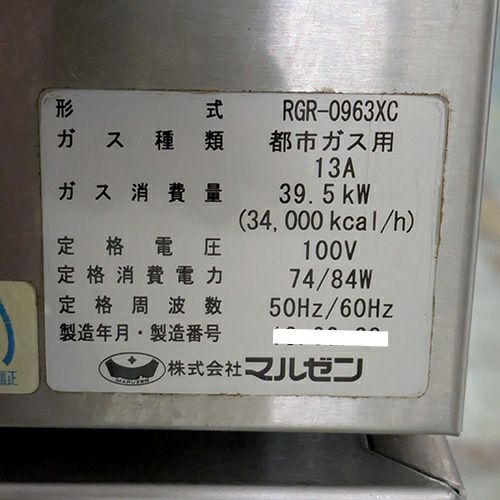 形式 RGR-0963XC
ガス種類 都市ガス用
13A
ガス消費量 39.5kW
(34,000kcal/h)
定格電圧 100V
定格消費電力 74/84W
定格周波数 50Hz/60Hz
製造年月・製造番号
MARUZEN 株式会社マルゼン
証